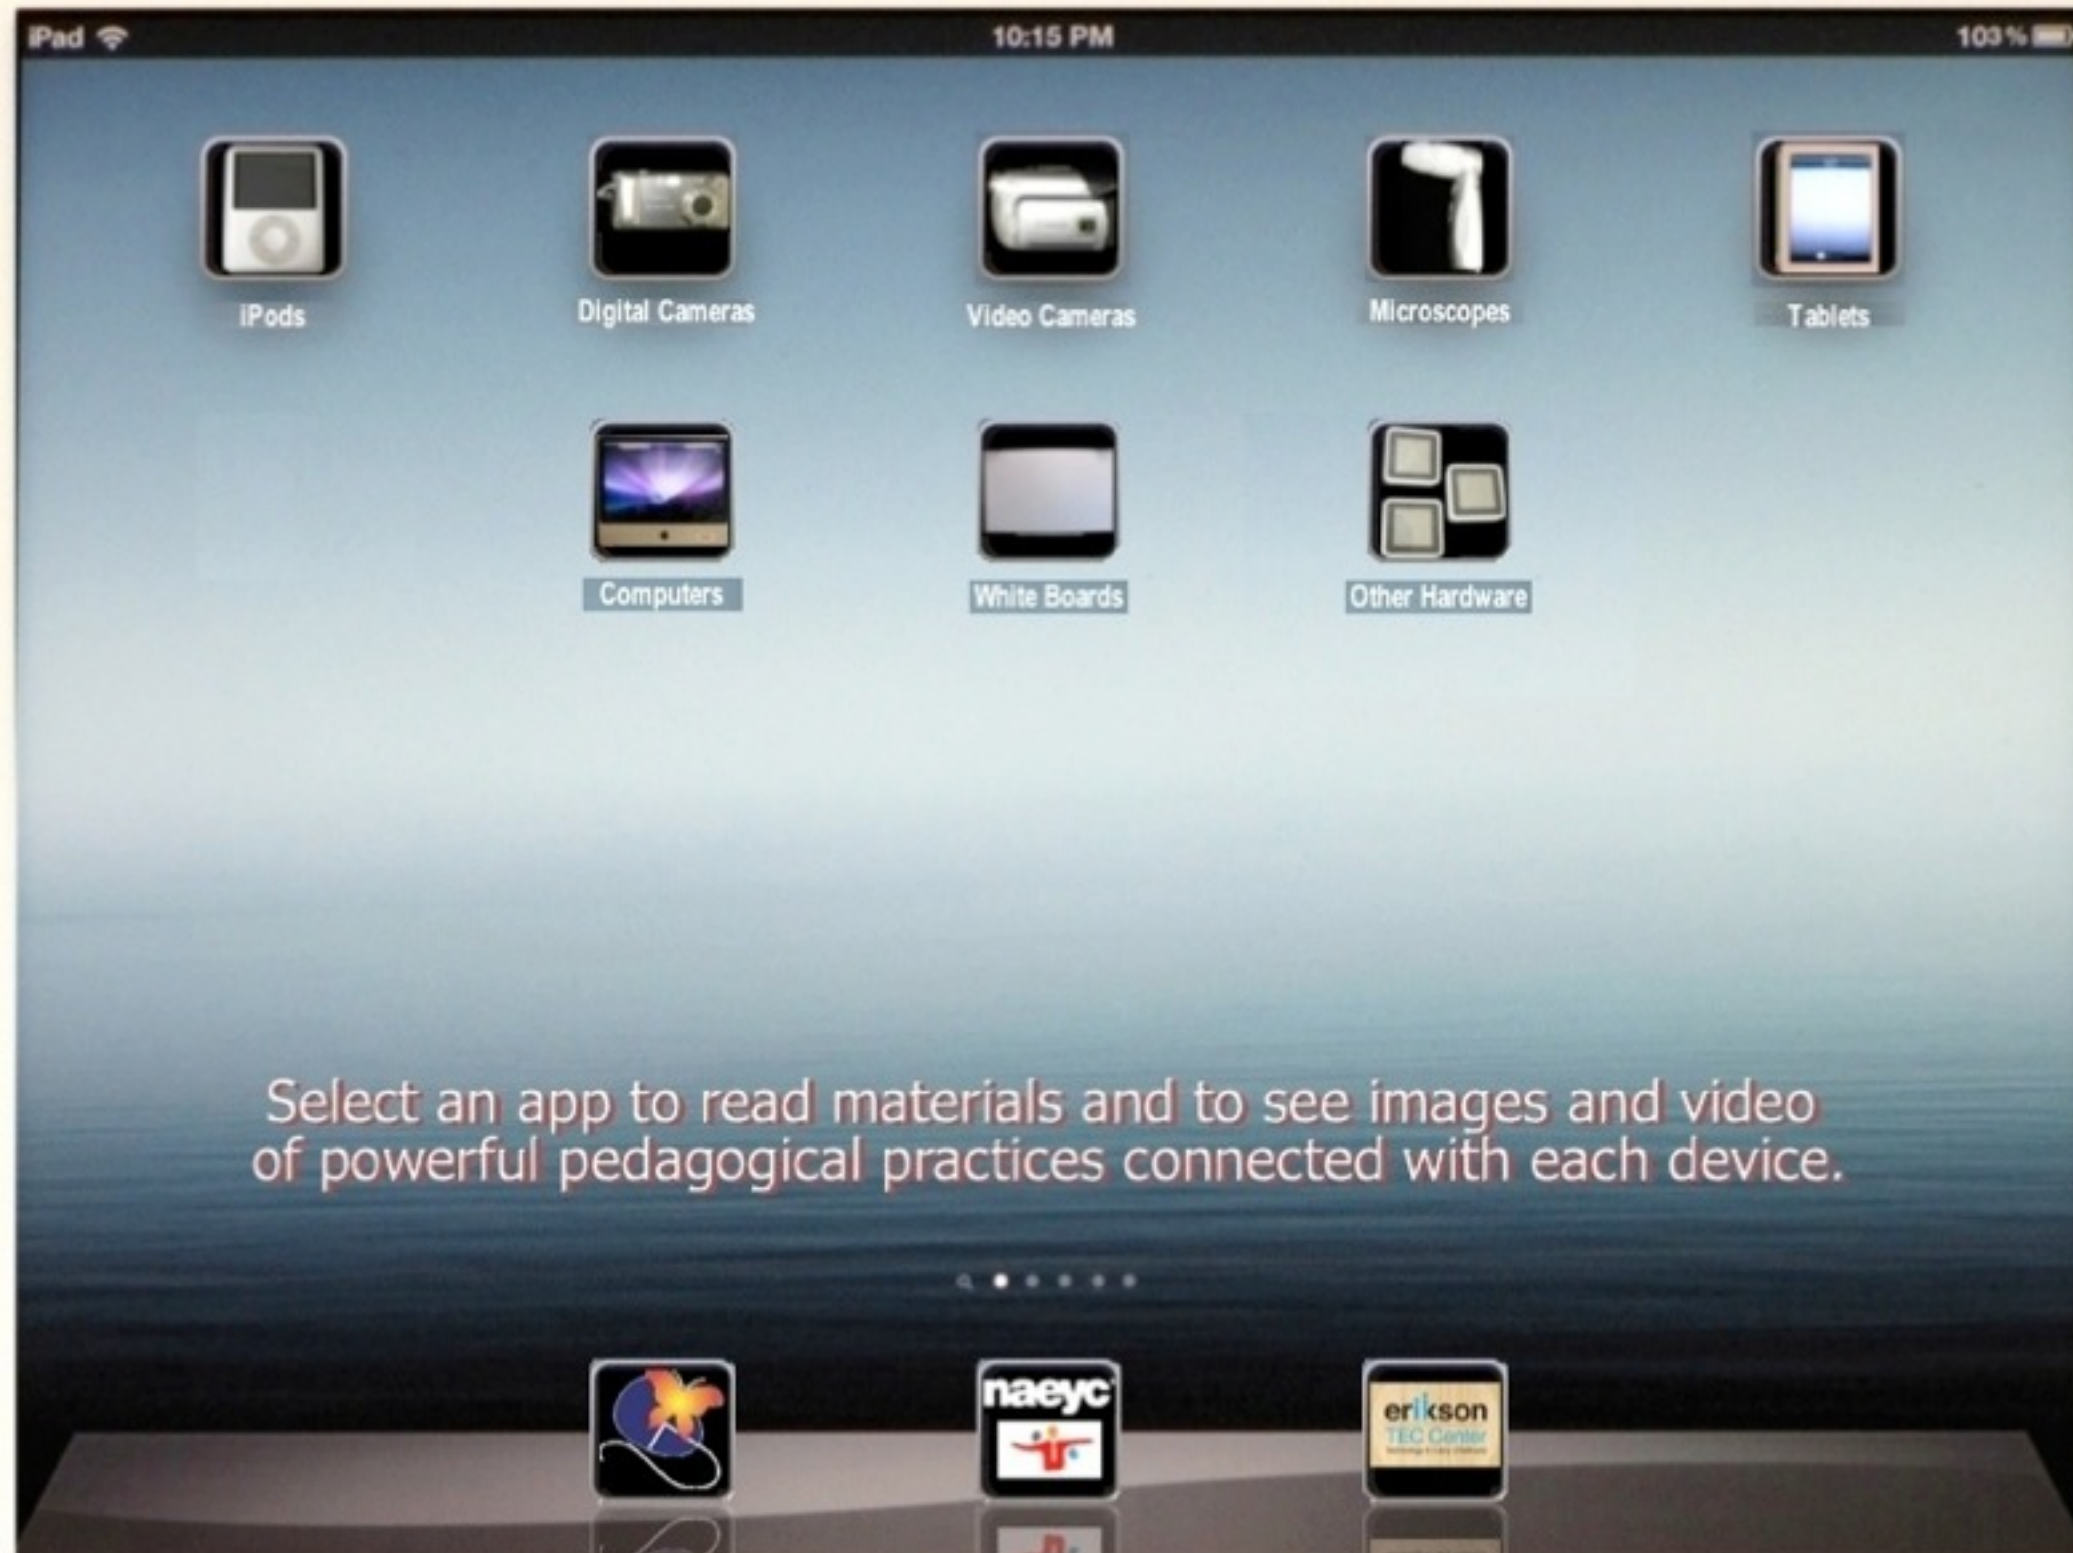 iPad 10:15 PM 103%
iPods Digital Cameras Video Cameras Microscopes Tablets
Computers White Boards Other Hardware
Select an app to read materials and to see images and video
of powerful pedagogical practices connected with each device.
naeyc
erikson
TEC Center